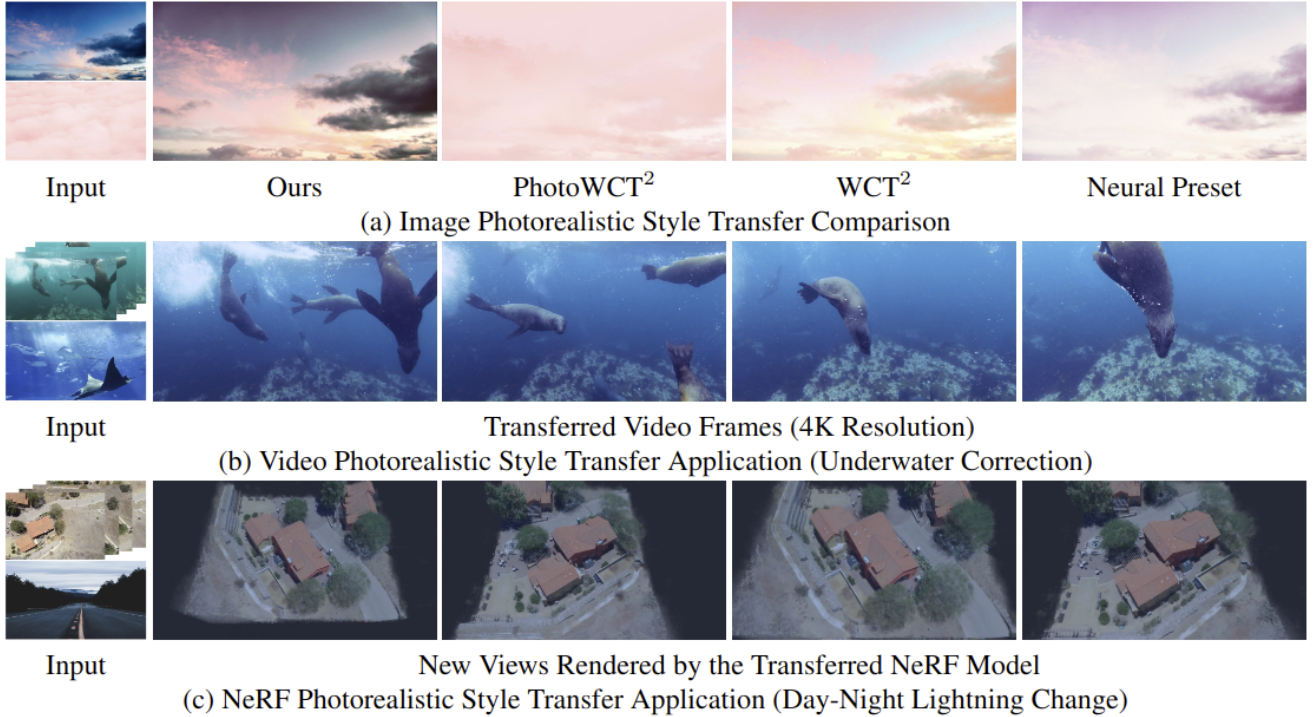 Input Ours PhotoWCT² WCT² Neural Preset
(a) Image Photorealistic Style Transfer Comparison
Input Transferred Video Frames (4K Resolution)
(b) Video Photorealistic Style Transfer Application (Underwater Correction)
Input New Views Rendered by the Transferred NeRF Model
(c) NeRF Photorealistic Style Transfer Application (Day-Night Lightning Change)